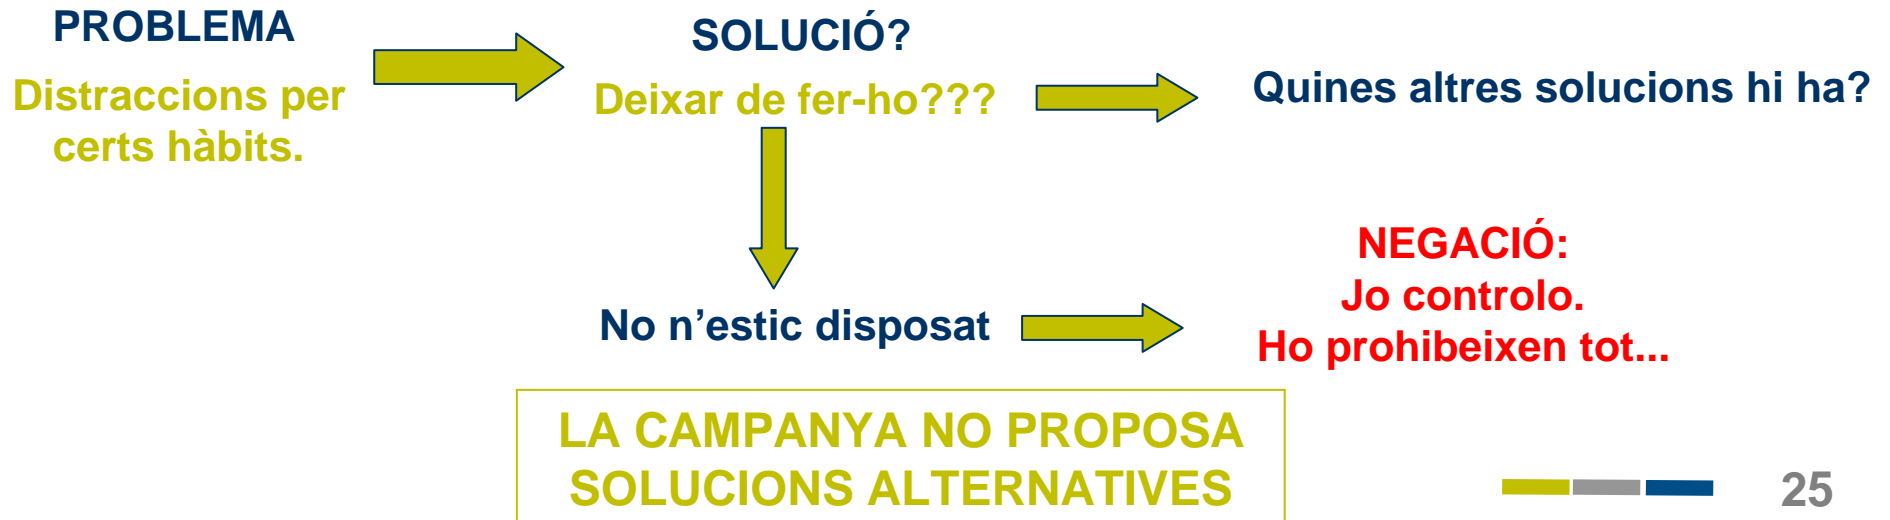 PROBLEMA
Distraccions per
certs hàbits.
SOLUCIÓ?
Deixar de fer-ho???
Quines altres solucions hi ha?
No n’estic disposat
NEGACIÓ:
Jo controlo.
Ho prohibeixen tot...
LA CAMPANYA NO PROPOSA
SOLUCIONS ALTERNATIVES
25